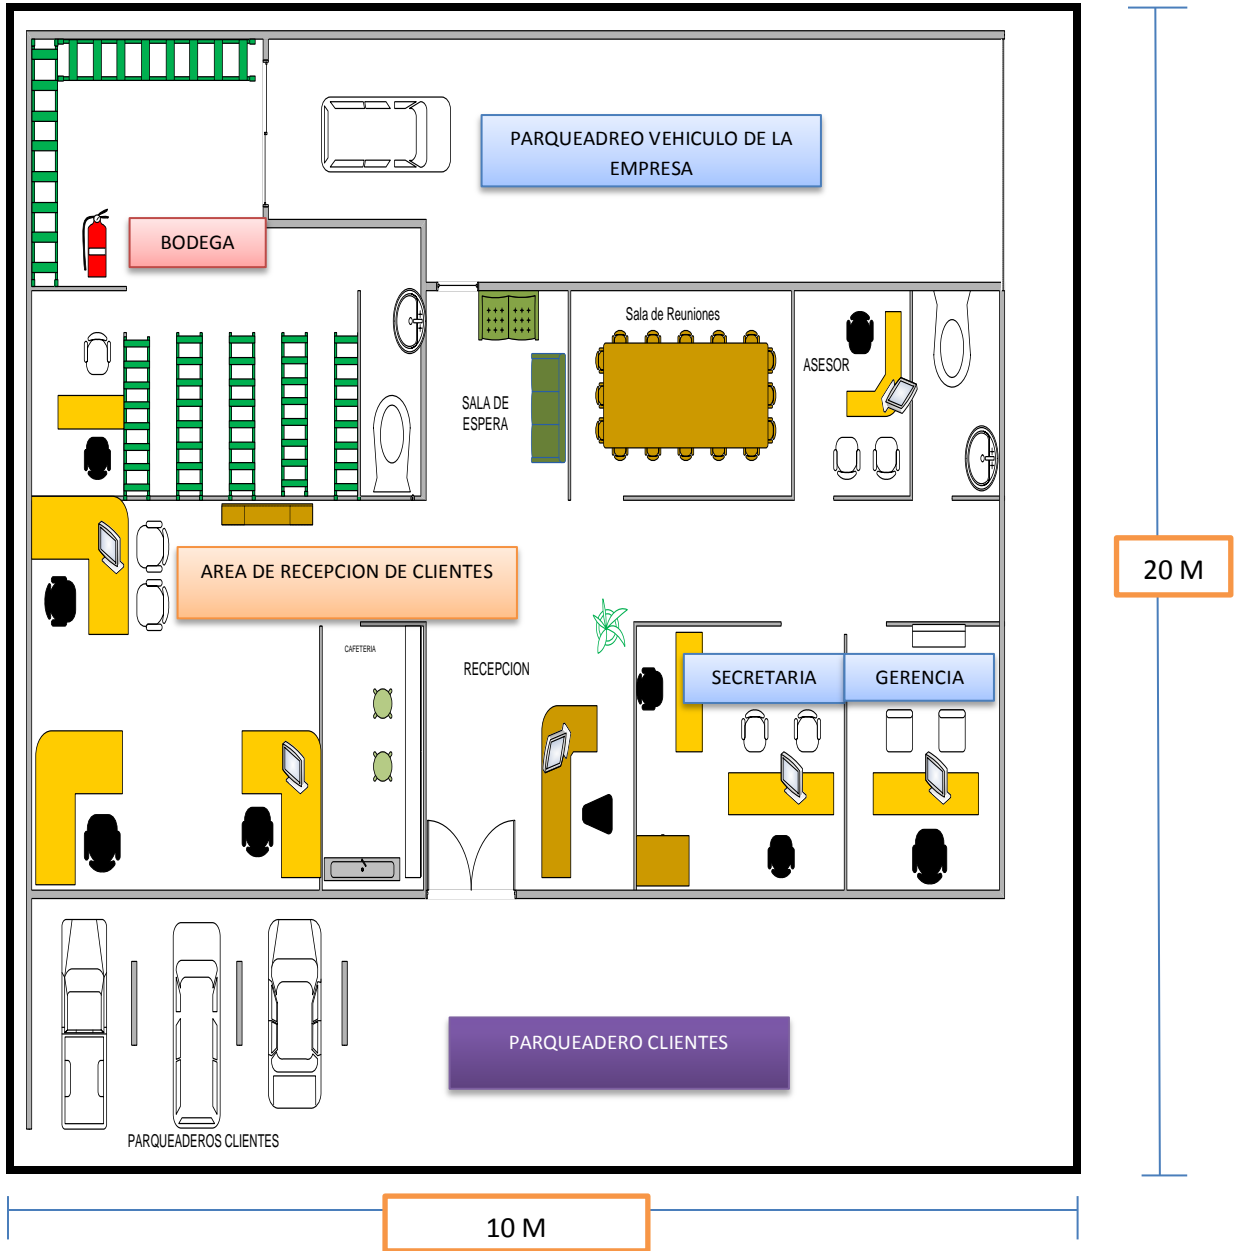 PARQUEADREO VEHICULO DE LA
EMPRESA
BODEGA
Sala de Reuniones
ASESOR
SALA DE
ESPERA
20 M
AREA DE RECEPCION DE CLIENTES
CAFETERIA
RECEPCION
SECRETARIA
GERENCIA
PARQUEADERO CLIENTES
PARQUEADEROS CLIENTES
10 M